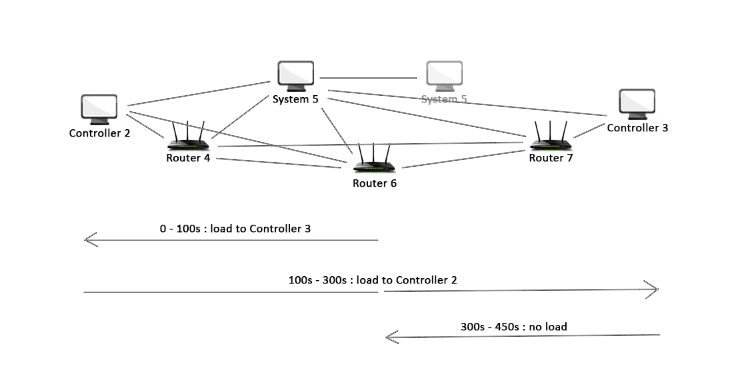 System 5
System 5
Controller 2
Controller 3
Router 4
Router 7
Router 6
0 - 100s : load to Controller 3
100s - 300s : load to Controller 2
300s - 450s : no load